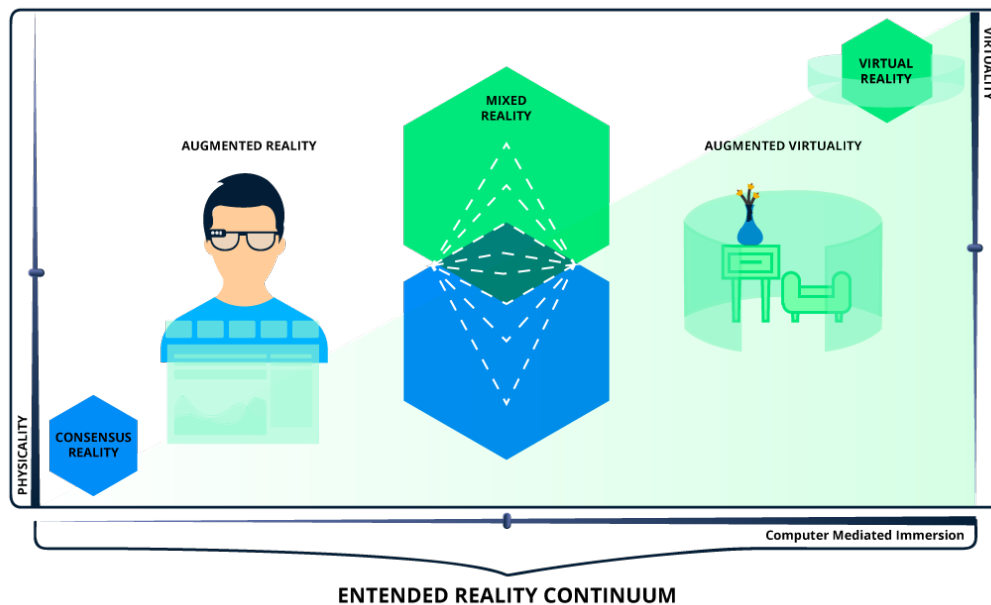 VIRTUAL
REALITY
VIRTUALITY
MIXED
REALITY
AUGMENTED REALITY
AUGMENTED VIRTUALITY
PHYSICALITY
CONSENSUS
REALITY
Computer Mediated Immersion
ENTENDED REALITY CONTINUUM